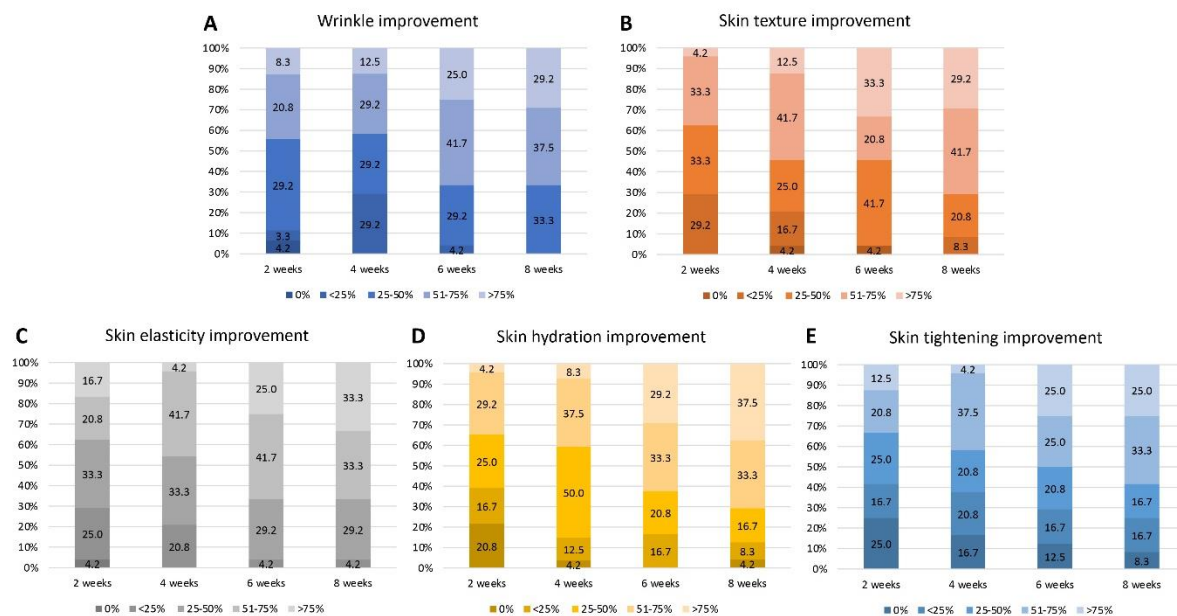 A Wrinkle improvement
100%
90%
80%
70%
60%
50%
40%
30%
20%
10%
0%
8.3 12.5 25.0 29.2
20.8 29.2 41.7 37.5
29.2 29.2 29.2 33.3
3.3 29.2 4.2
4.2
2 weeks 4 weeks 6 weeks 8 weeks
0% <25% 25-50% 51-75% >75%
B Skin texture improvement
100%
90%
80%
70%
60%
50%
40%
30%
20%
10%
0%
4.2 12.5 33.3 29.2
33.3 41.7 20.8 41.7
33.3 25.0 41.7 20.8
29.2 16.7 4.2 8.3
4.2
2 weeks 4 weeks 6 weeks 8 weeks
0% <25% 25-50% 51-75% >75%
C Skin elasticity improvement
100%
90%
80%
70%
60%
50%
40%
30%
20%
10%
0%
16.7 4.2 25.0 33.3
20.8 41.7 41.7 33.3
33.3 33.3 29.2 29.2
25.0 20.8 4.2 4.2
4.2
2 weeks 4 weeks 6 weeks 8 weeks
0% <25% 25-50% 51-75% >75%
D Skin hydration improvement
100%
90%
80%
70%
60%
50%
40%
30%
20%
10%
0%
4.2 8.3 29.2 37.5
29.2 37.5 33.3 33.3
25.0 50.0 20.8 16.7
16.7 12.5 16.7 8.3
20.8 4.2 4.2
2 weeks 4 weeks 6 weeks 8 weeks
0% <25% 25-50% 51-75% >75%
E Skin tightening improvement
100%
90%
80%
70%
60%
50%
40%
30%
20%
10%
0%
12.5 4.2 25.0 25.0
20.8 37.5 25.0 33.3
25.0 20.8 20.8 16.7
16.7 20.8 16.7 16.7
25.0 16.7 12.5 8.3
2 weeks 4 weeks 6 weeks 8 weeks
0% <25% 25-50% 51-75% >75%